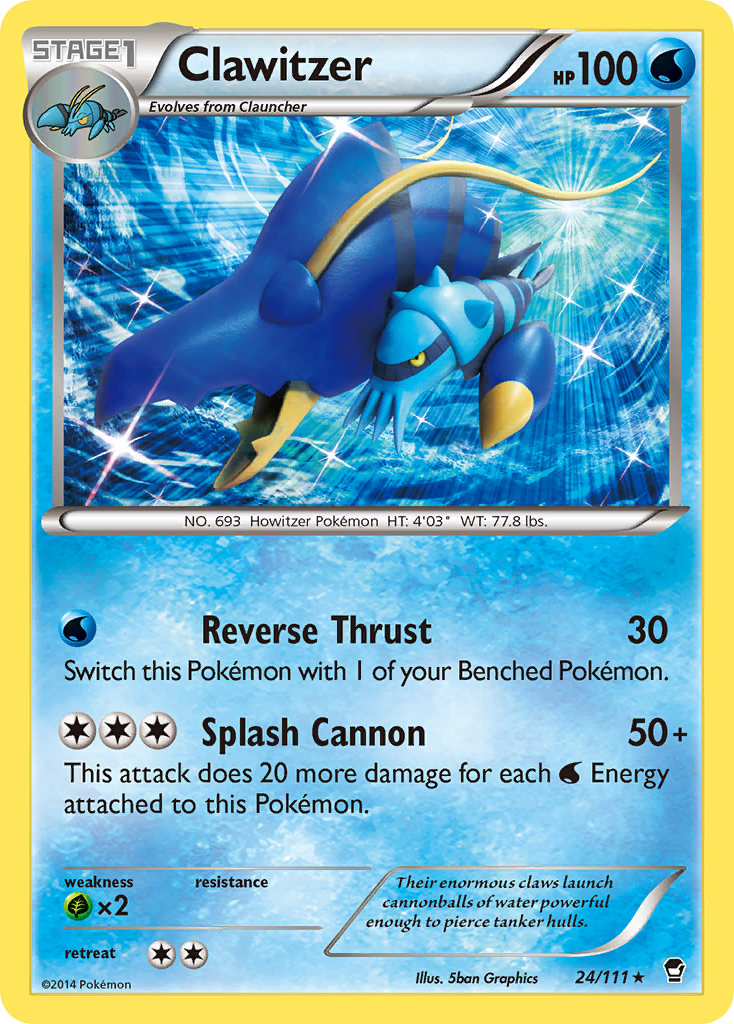 STAGE1
Clawitzer
HP100
Evolves from Clauncher
NO. 693 Howitzer Pokémon HT: 4'03" WT: 77.8 lbs.
Reverse Thrust 30
Switch this Pokémon with 1 of your Benched Pokémon.
Splash Cannon 50+
This attack does 20 more damage for each Energy
attached to this Pokémon.
weakness resistance
×2
Their enormous claws launch
cannonballs of water powerful
enough to pierce tanker hulls.
retreat
©2014 Pokémon
Illus. 5ban Graphics 24/111 ★